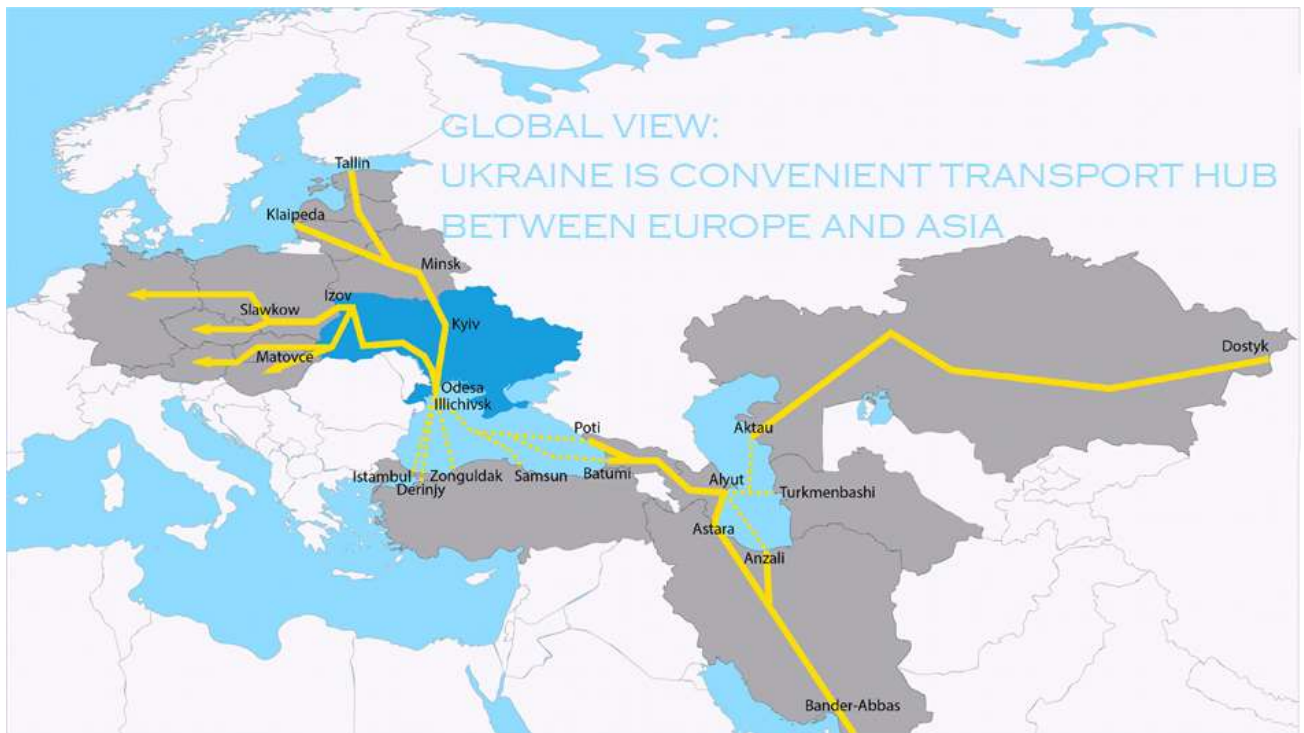 GLOBAL VIEW:
UKRAINE IS CONVENIENT TRANSPORT HUB
BETWEEN EUROPE AND ASIA
Tallin
Klaipeda
Minsk
Izov
Slawkow
Kyiv
Matovce
Dostyk
Odesa
Illichivsk
Poti
Aktau
Istambul
Zonguldak
Samsun
Batumi
Derinjy
Alyut
Turkmenbashi
Astara
Anzali
Bander-Abbas